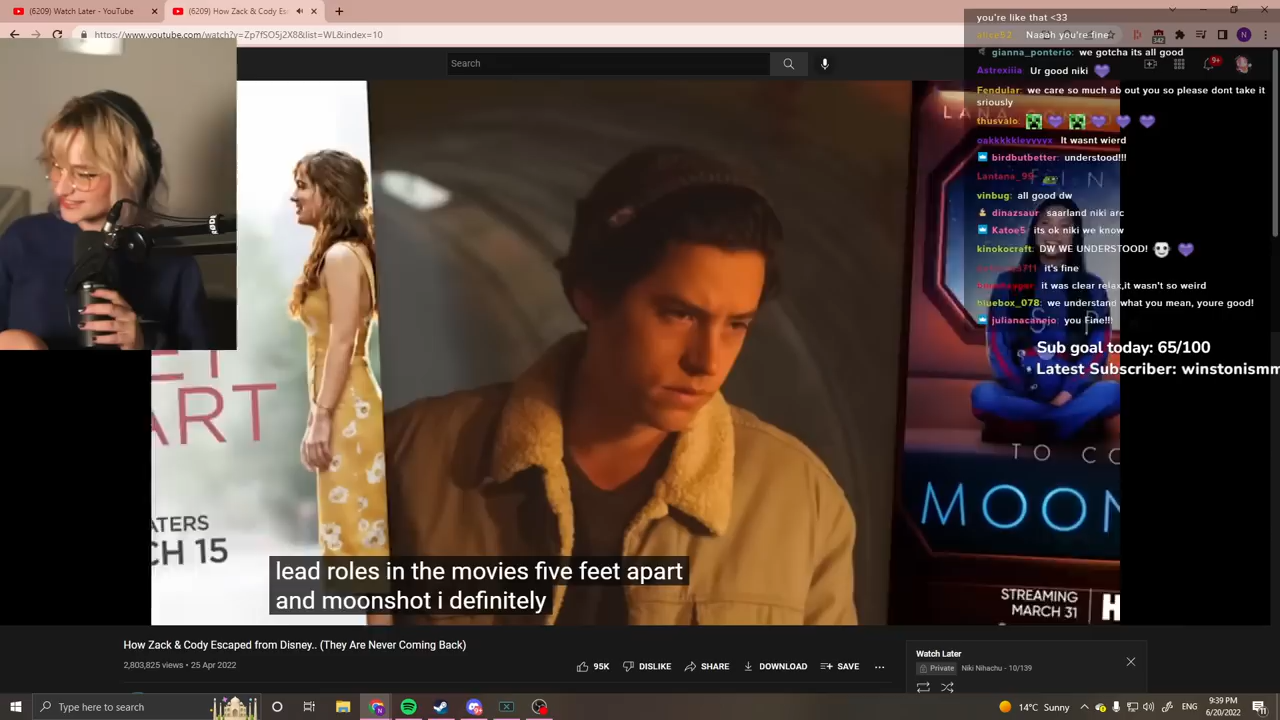 (6209) Watch Later - YouTube
(6209) How Zack & Cody Esc
https://www.youtube.com/watch?v=Zp7fSO5j2X8&list=WL&index=10
Search
342
N
9+
you're like that <33
alise52 Naaah you're fine
gianna_ponterio: we gotcha its all good
Astrexiiia: Ur good niki
Fendular: we care so much ab out you so please dont take it
sriously
thusvalo:
oakkkkkleyyyyx: It wasnt wierd
birdbutbetter: understood!!!
Lantana_99:
vinbug: all good dw
dinazsaur: saarland niki arc
Katoe5: its ok niki we know
kinokocraft: DW WE UNDERSTOOD!
it's fine
it was clear relax,it wasn't so weird
bluebox_078: we understand what you mean, youre good!
julianacanejo: you Fine!!!
Sub goal today: 65/100
Latest Subscriber: winstonismm
LANA
ART
ATERS
CH 15
TO CO
MOON
STREAMING
MARCH 31
H
lead roles in the movies five feet apart
and moonshot i definitely
How Zack & Cody Escaped from Disney.. (They Are Never Coming Back)
2,803,825 views • 25 Apr 2022
95K
DISLIKE
SHARE
DOWNLOAD
SAVE
Watch Later
Private
Niki Nihachu - 10/139
Type here to search
14°C Sunny
9:39 PM
6/20/2022